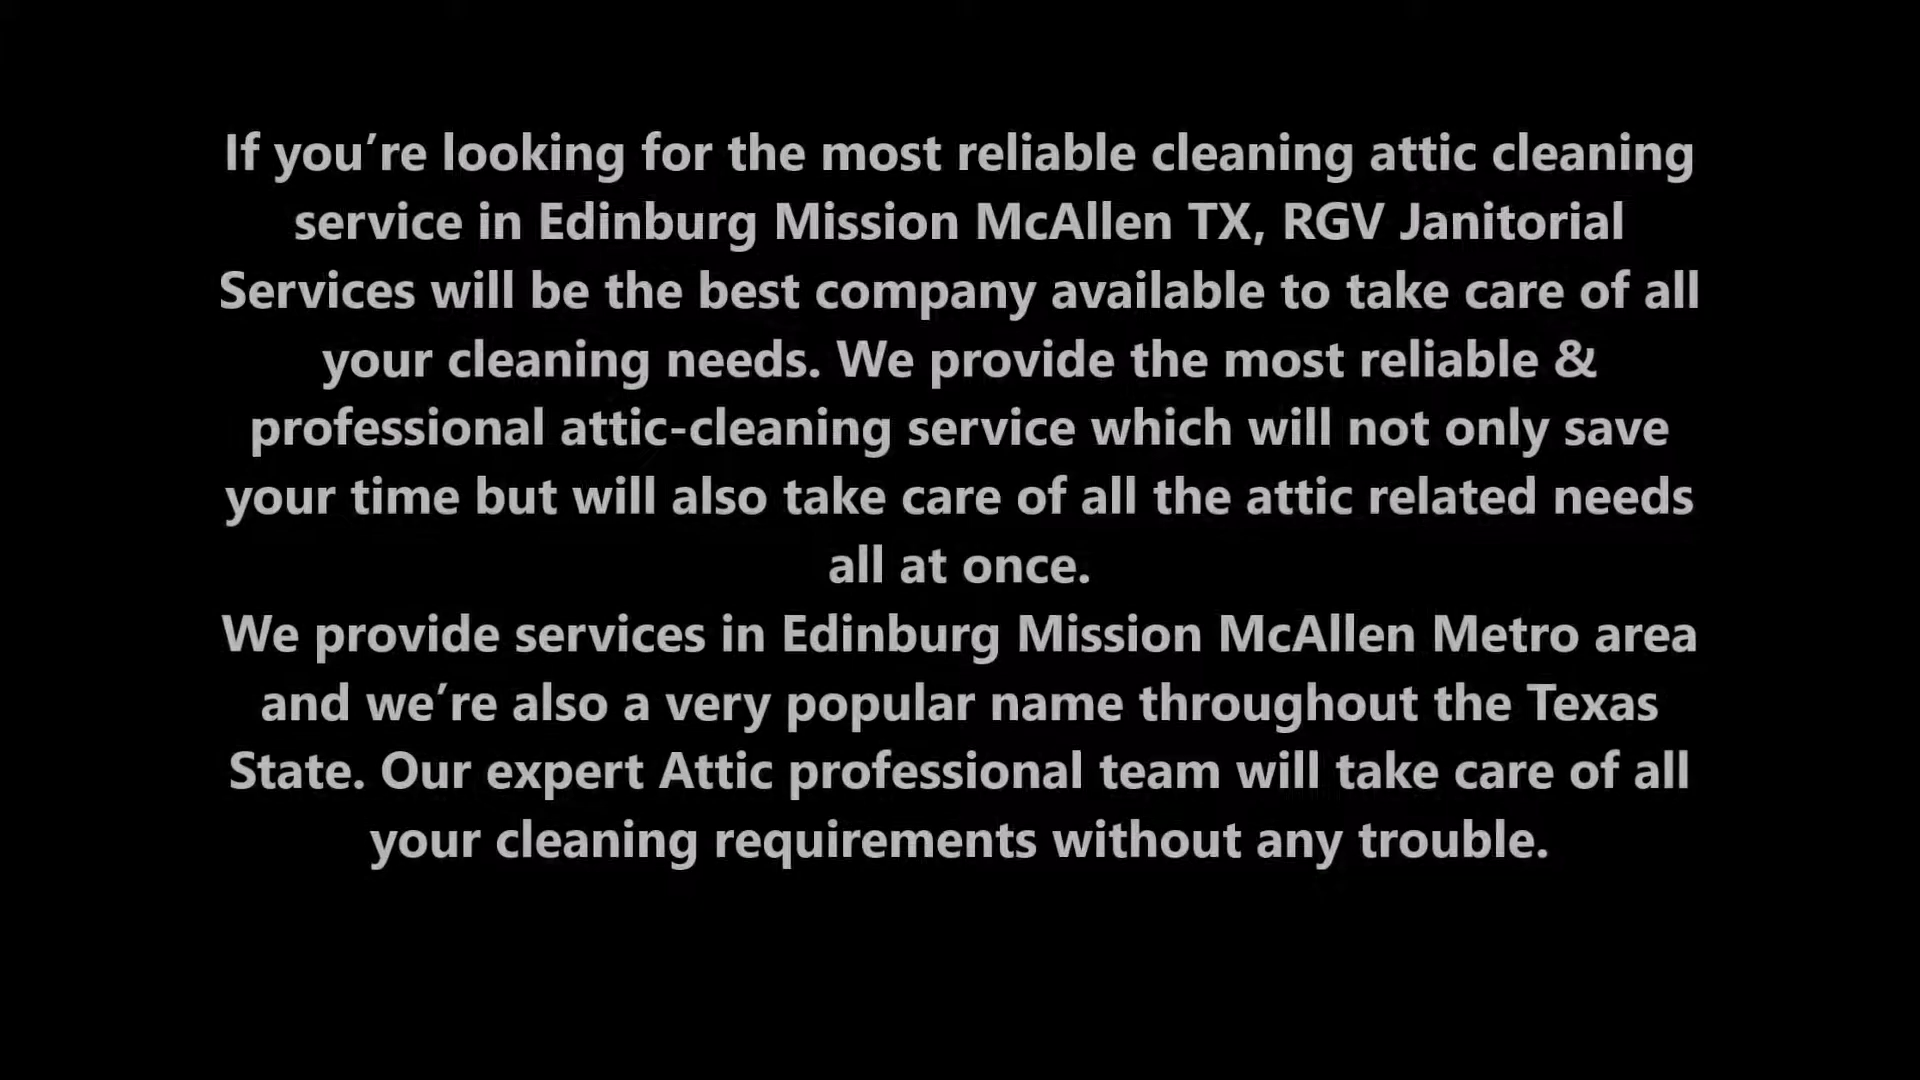 If you’re looking for the most reliable cleaning attic cleaning
service in Edinburg Mission McAllen TX, RGV Janitorial
Services will be the best company available to take care of all
your cleaning needs. We provide the most reliable &
professional attic-cleaning service which will not only save
your time but will also take care of all the attic related needs
all at once.
We provide services in Edinburg Mission McAllen Metro area
and we’re also a very popular name throughout the Texas
State. Our expert Attic professional team will take care of all
your cleaning requirements without any trouble.